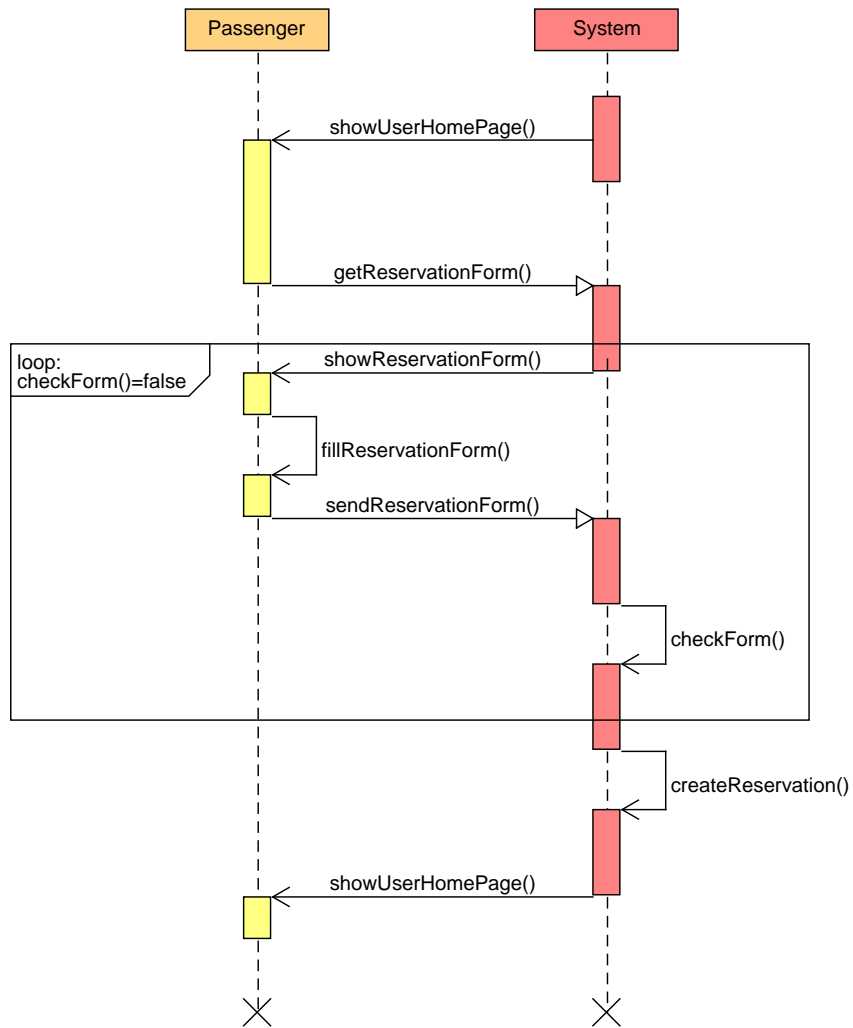 Passenger
System
showUserHomePage()
getReservationForm()
loop:
checkForm()=false
showReservationForm()
fillReservationForm()
sendReservationForm()
checkForm()
createReservation()
showUserHomePage()